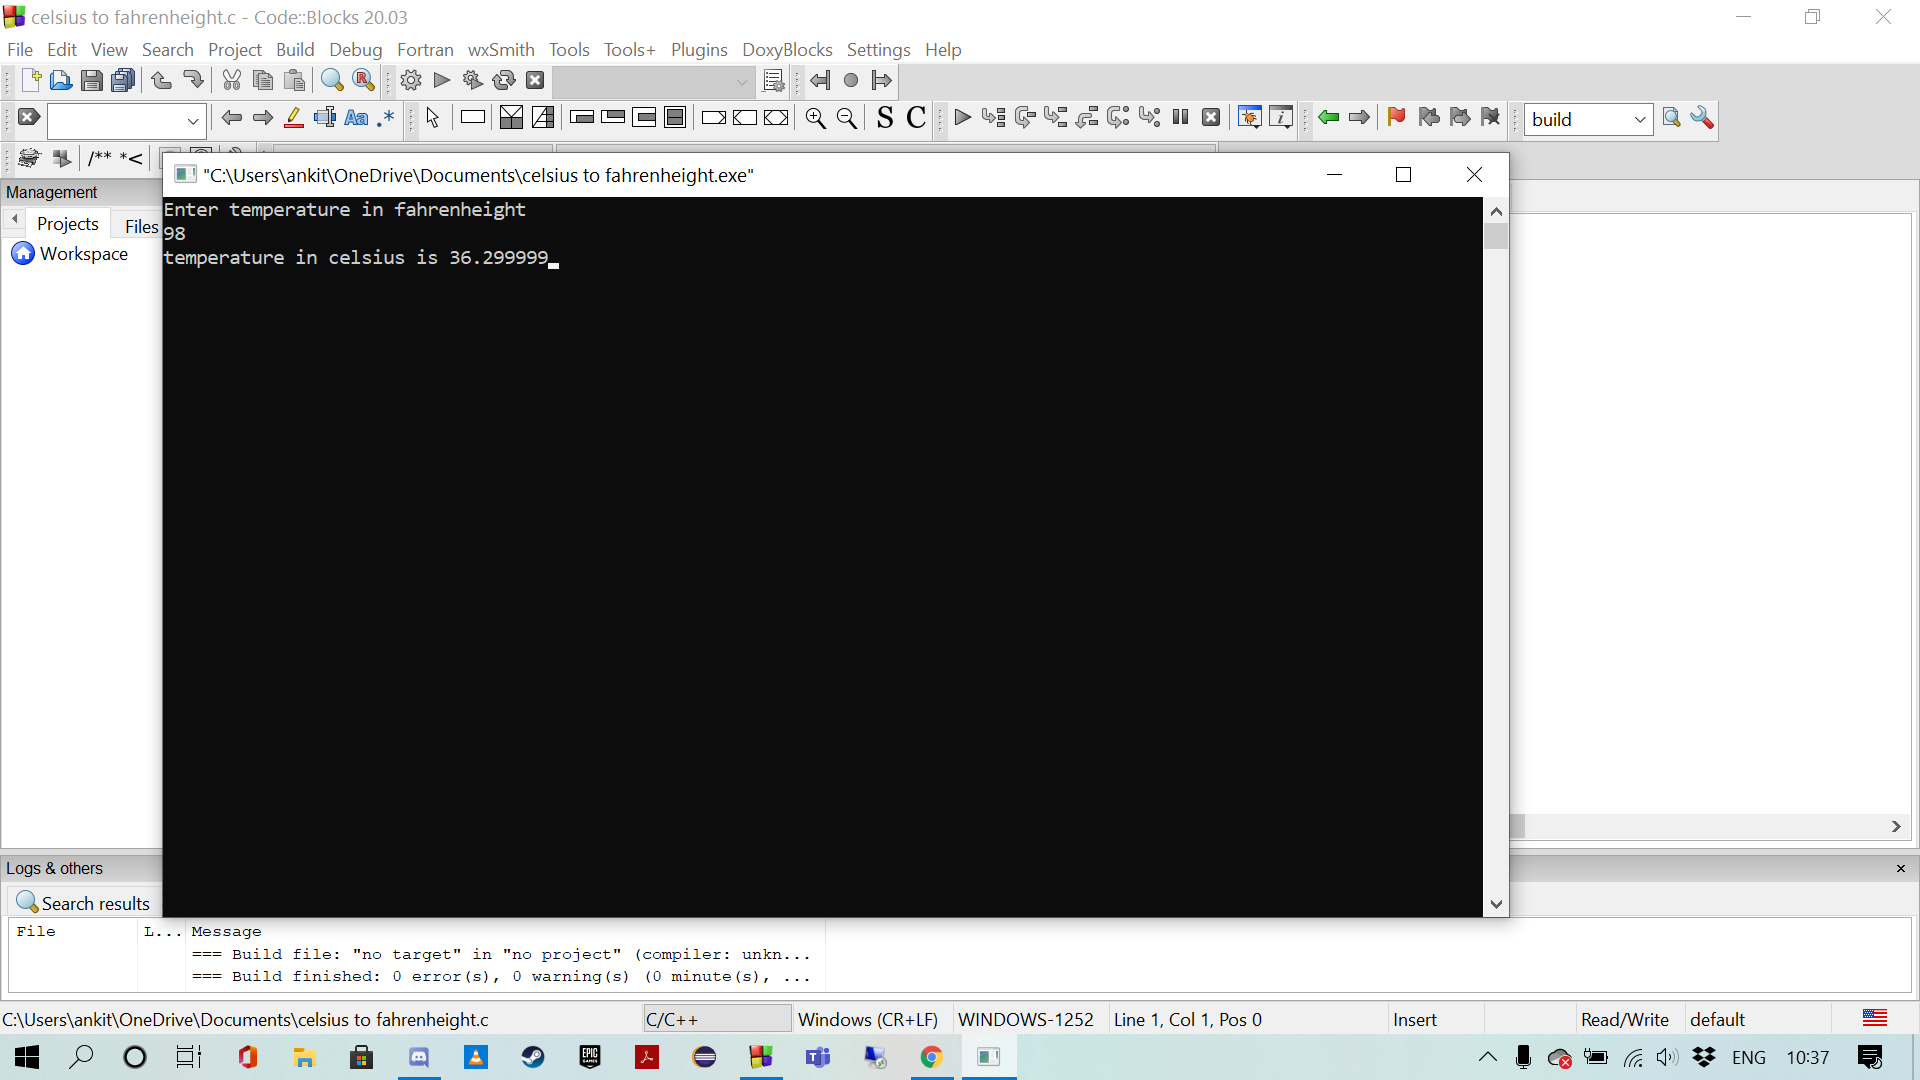 celsius to fahrenheight.c - Code::Blocks 20.03
File Edit View Search Project Build Debug Fortran wxSmith Tools Tools+ Plugins DoxyBlocks Settings Help
S C
build
/** *<
Management
"C:\Users\ankit\OneDrive\Documents\celsius to fahrenheight.exe"
Projects Files
Workspace
Enter temperature in fahrenheight
98
temperature in celsius is 36.299999
Logs & others
Search results
File L... Message
=== Build file: "no target" in "no project" (compiler: unkn...
=== Build finished: 0 error(s), 0 warning(s) (0 minute(s), ...
C:\Users\ankit\OneDrive\Documents\celsius to fahrenheight.c C/C++ Windows (CR+LF) WINDOWS-1252 Line 1, Col 1, Pos 0 Insert Read/Write default
EPIC GAMES
ENG 10:37